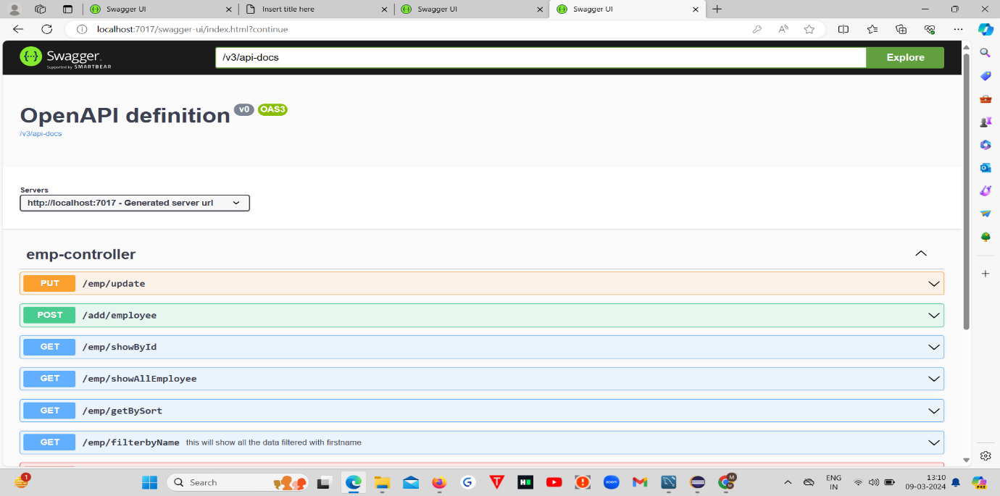 Swagger UI
Insert title here
Swagger UI
Swagger UI
localhost:7017/swagger-ui/index.html?continue
Swagger.
Supported by SMARTBEAR
/v3/api-docs
Explore
OpenAPI definition v0 OAS3
/v3/api-docs
Servers
http://localhost:7017 - Generated server url
emp-controller
PUT /emp/update
POST /add/employee
GET /emp/showById
GET /emp/showAllEmployee
GET /emp/getBySort
GET /emp/filterbyName this will show all the data filtered with firstname
1
Search
ENG
IN
13:10
09-03-2024